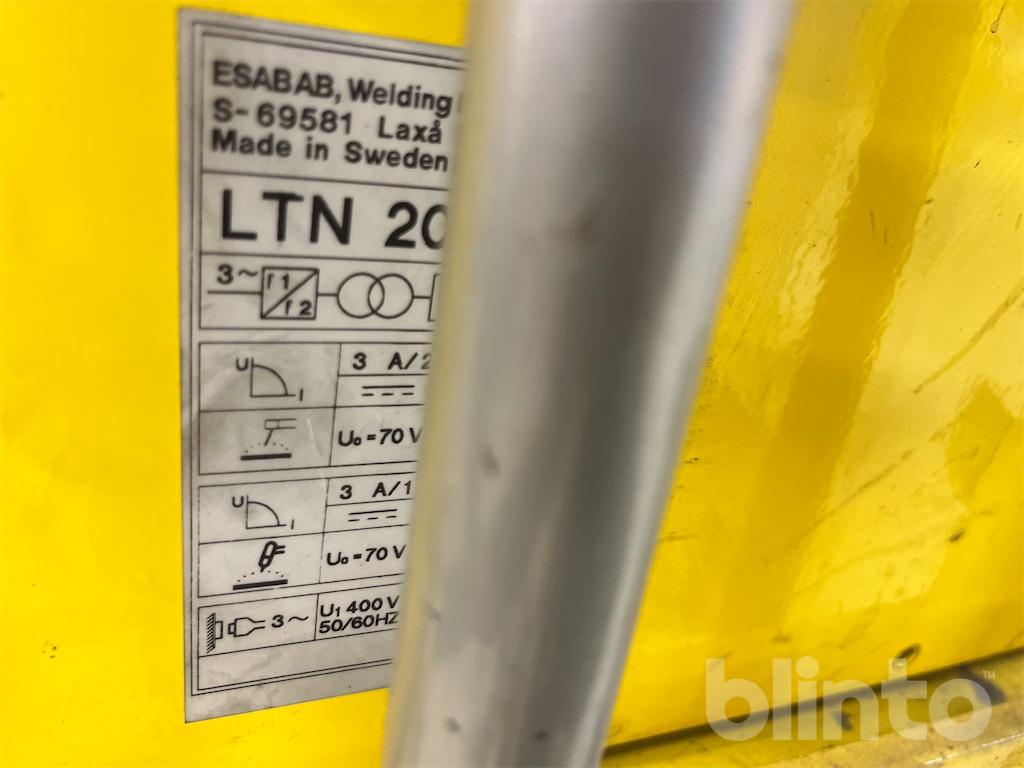 ESAB AB, Welding
S-69581 Laxå
Made in Sweden
LTN 20
3~ f1 f2
U I 3 A/2
U₀=70 V
U I 3 A/1
U₀=70 V
3~ U₁ 400 V
50/60HZ
blinto™